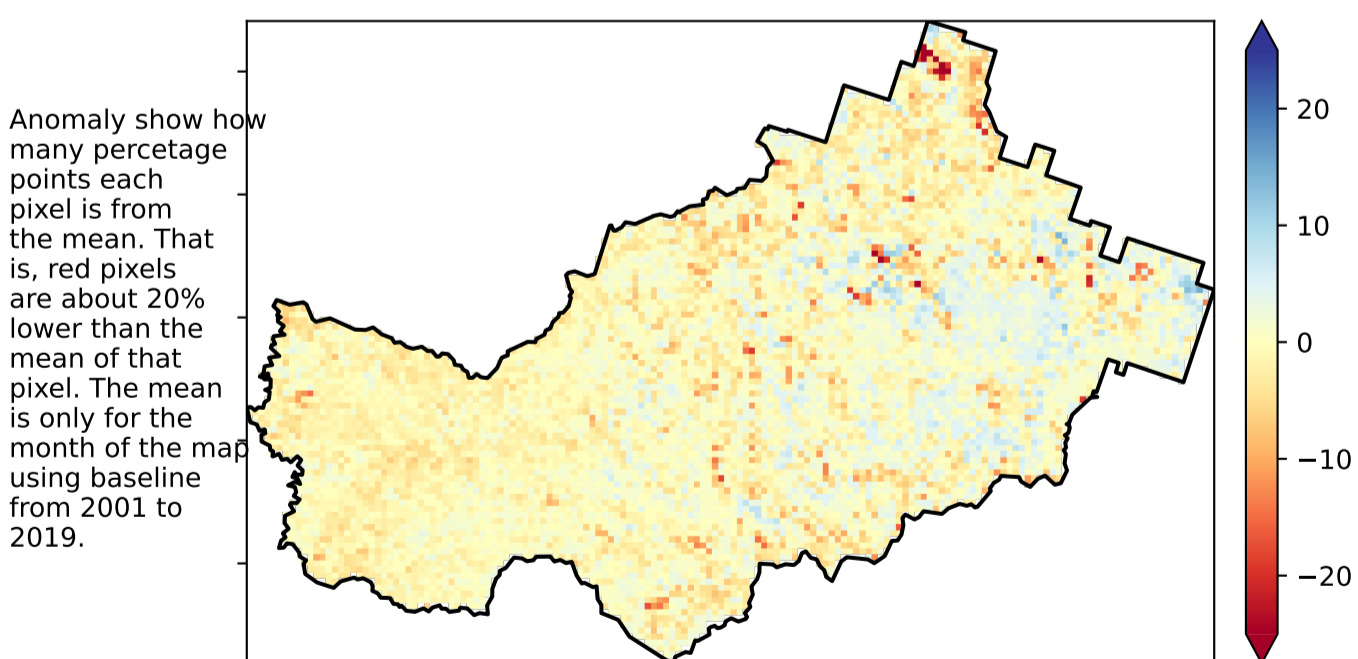 Anomaly show how
many percetage
points each
pixel is from
the mean. That
is, red pixels
are about 20%
lower than the
mean of that
pixel. The mean
is only for the
month of the map
using baseline
from 2001 to
2019.
20
10
0
−10
−20